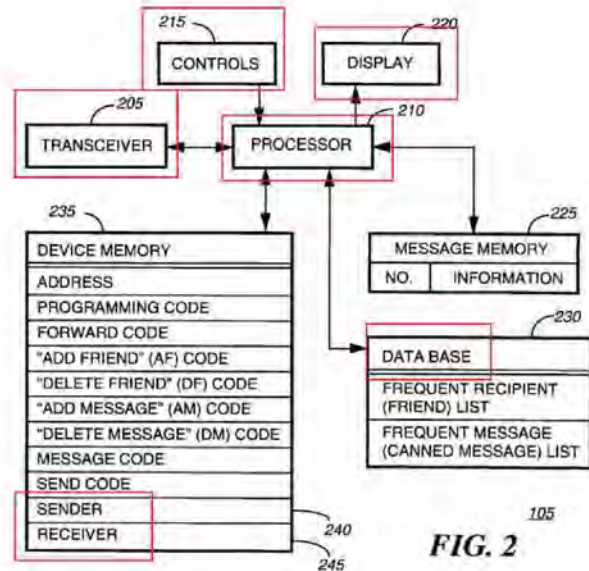 215
CONTROLS
220
DISPLAY
205
TRANSCEIVER
210
PROCESSOR
235
DEVICE MEMORY
ADDRESS
PROGRAMMING CODE
FORWARD CODE
"ADD FRIEND" (AF) CODE
"DELETE FRIEND" (DF) CODE
"ADD MESSAGE" (AM) CODE
"DELETE MESSAGE" (DM) CODE
MESSAGE CODE
SEND CODE
SENDER
240
RECEIVER
245
225
MESSAGE MEMORY
NO. INFORMATION
230
DATA BASE
FREQUENT RECIPIENT
(FRIEND) LIST
FREQUENT MESSAGE
(CANNED MESSAGE) LIST
105
FIG. 2